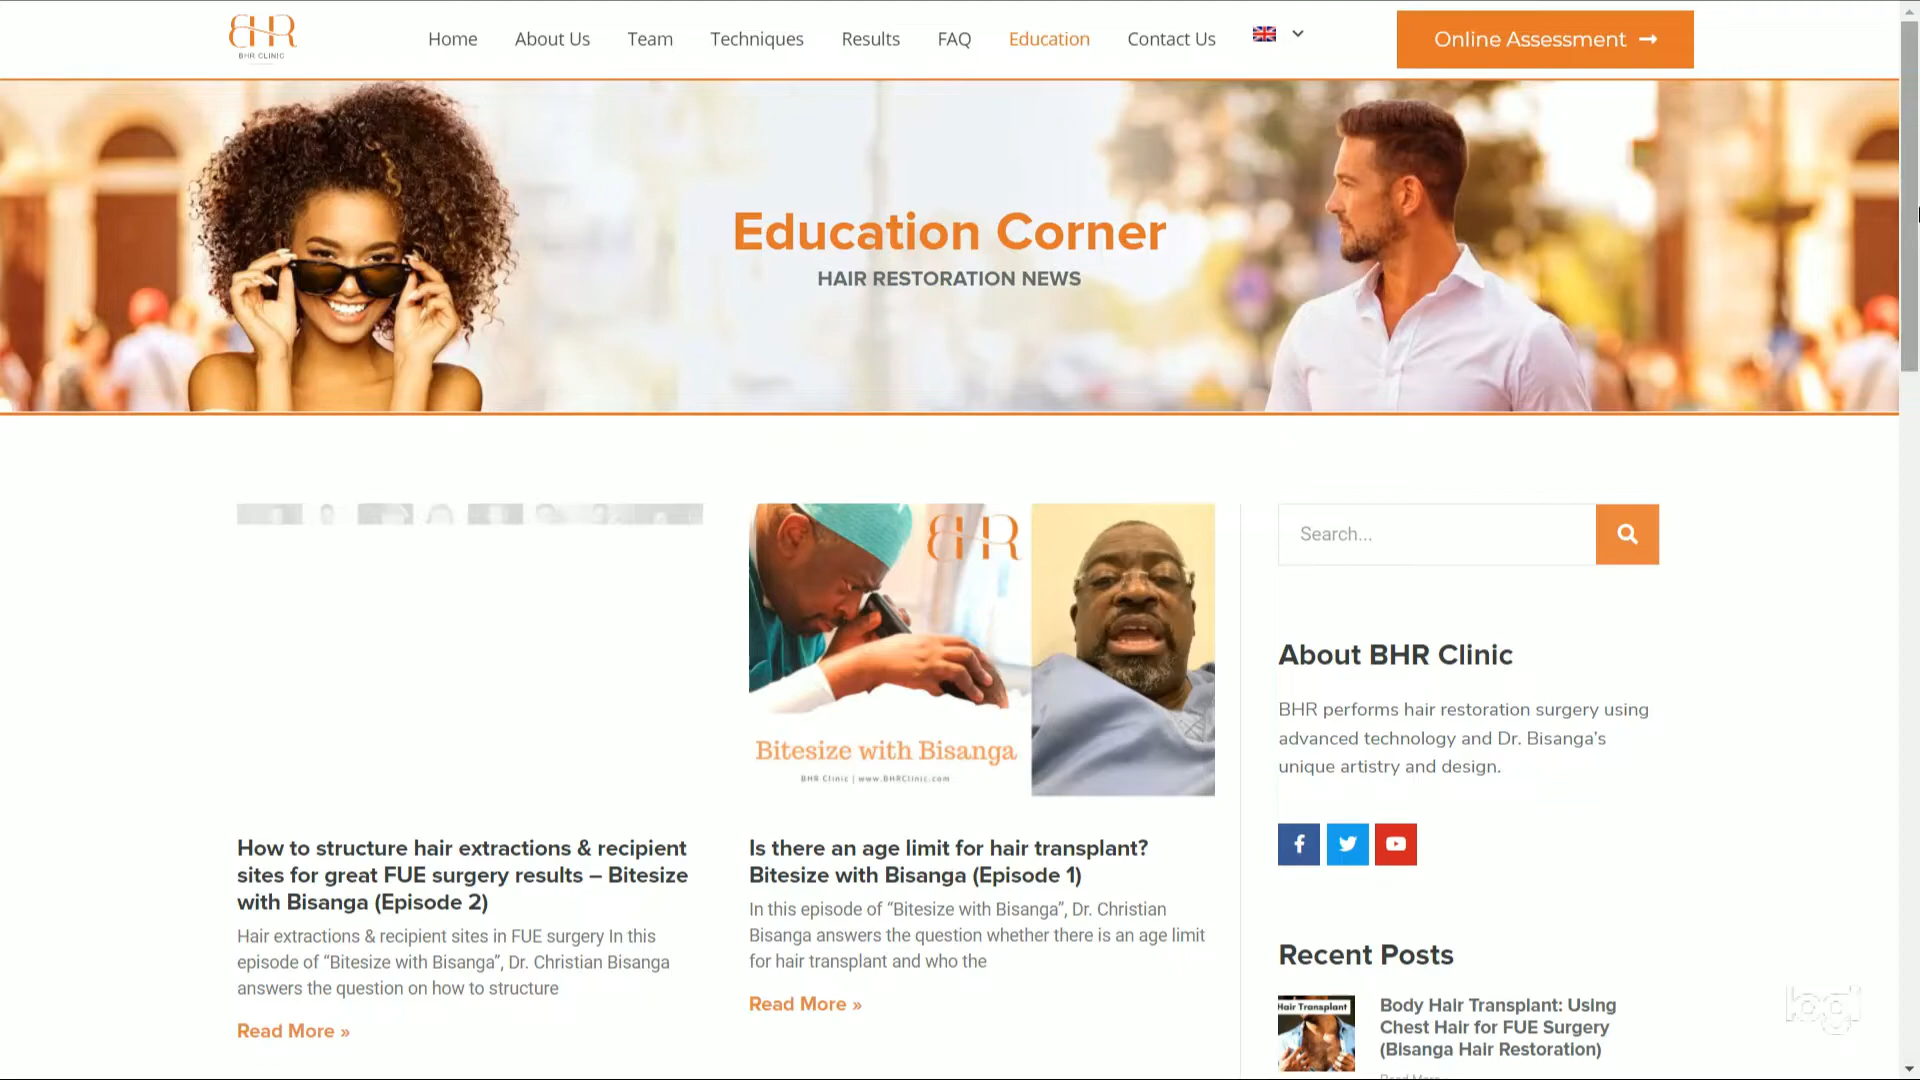 BHR
BHR CLINIC
Home
About Us
Team
Techniques
Results
FAQ
Education
Contact Us
Online Assessment
Education Corner
HAIR RESTORATION NEWS
How to structure hair extractions & recipient
sites for great FUE surgery results – Bitesize
with Bisanga (Episode 2)
Hair extractions & recipient sites in FUE surgery In this
episode of “Bitesize with Bisanga”, Dr. Christian Bisanga
answers the question on how to structure
Read More »
BHR
Bitesize with Bisanga
BHR Clinic | www.BHRClinic.com
Is there an age limit for hair transplant?
Bitesize with Bisanga (Episode 1)
In this episode of “Bitesize with Bisanga”, Dr. Christian
Bisanga answers the question whether there is an age limit
for hair transplant and who the
Read More »
Search...
About BHR Clinic
BHR performs hair restoration surgery using
advanced technology and Dr. Bisanga’s
unique artistry and design.
Recent Posts
Hair Transplant
Body Hair Transplant: Using
Chest Hair for FUE Surgery
(Bisanga Hair Restoration)
Read More
logi